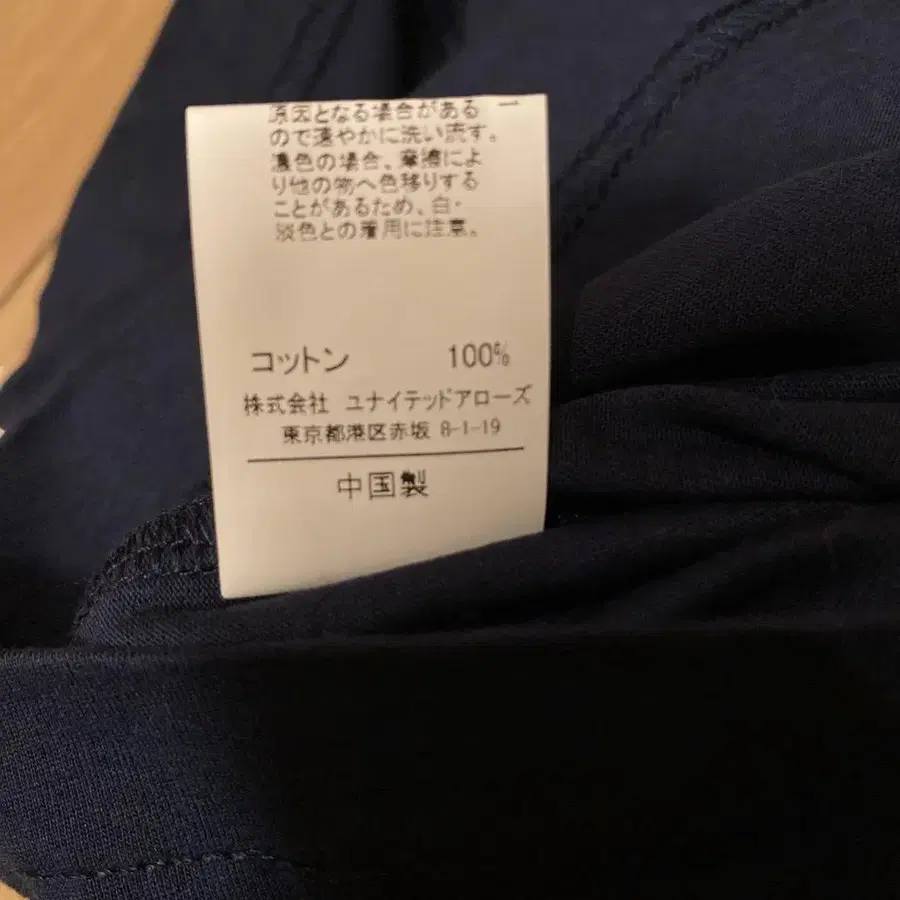 原因となる場合がある
ので速やかに洗い流す。
濃色の場合、摩擦によ
り他の物へ色移りする
ことがあるため、白・
淡色との着用に注意。
コットン 100%
株式会社 ユナイテッドアローズ
東京都港区赤坂 8-1-19
中国製